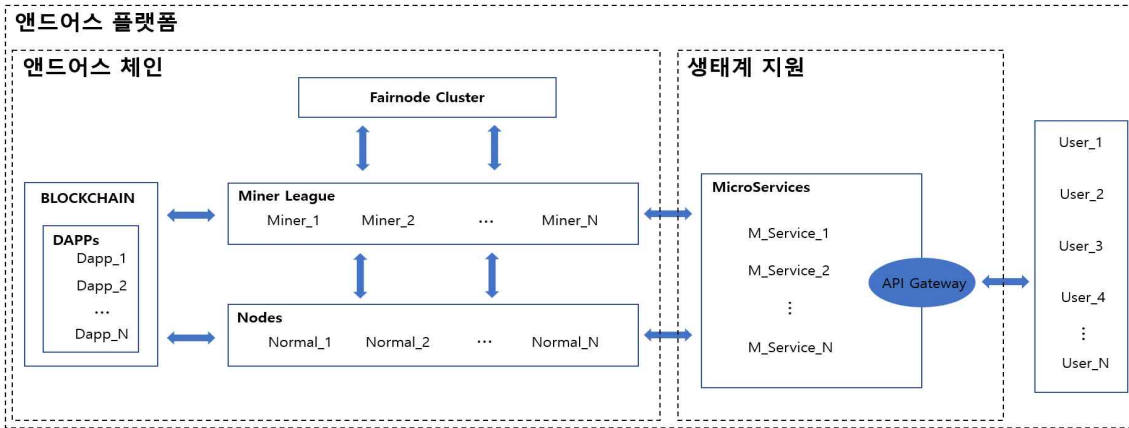 앤드어스 플랫폼
앤드어스 체인
Fairnode Cluster
BLOCKCHAIN
DAPPs
Dapp_1
Dapp_2
...
Dapp_N
Miner League
Miner_1 Miner_2 ... Miner_N
Nodes
Normal_1 Normal_2 ... Normal_N
생태계 지원
MicroServices
M_Service_1
M_Service_2
⋮
M_Service_N
API Gateway
User_1
User_2
User_3
User_4
⋮
User_N